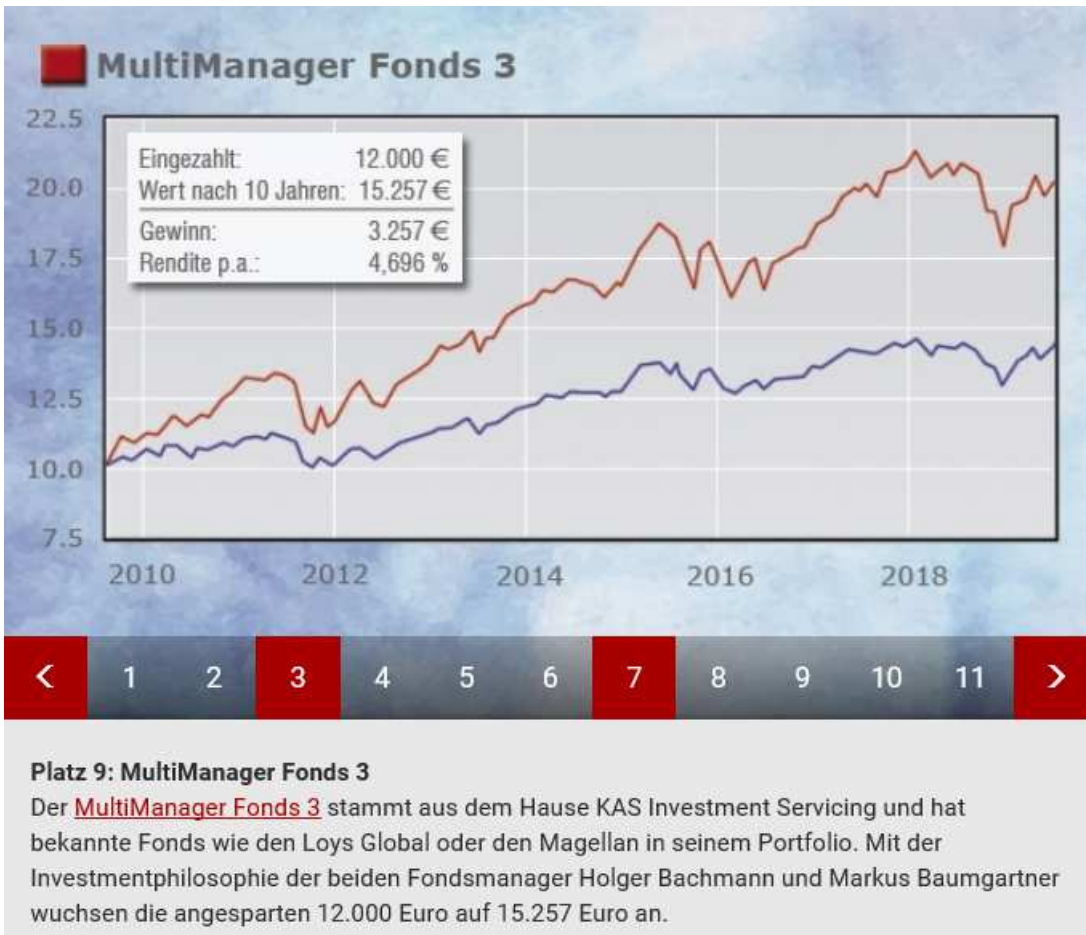 MultiManager Fonds 3
22.5
20.0
17.5
15.0
12.5
10.0
7.5
Eingezahlt: 12.000 €
Wert nach 10 Jahren: 15.257 €
Gewinn: 3.257 €
Rendite p.a.: 4,696 %
2010 2012 2014 2016 2018
< 1 2 3 4 5 6 7 8 9 10 11 >
Platz 9: MultiManager Fonds 3
Der MultiManager Fonds 3 stammt aus dem Hause KAS Investment Servicing und hat
bekannte Fonds wie den Loys Global oder den Magellan in seinem Portfolio. Mit der
Investmentphilosophie der beiden Fondsmanager Holger Bachmann und Markus Baumgartner
wuchsen die angesparten 12.000 Euro auf 15.257 Euro an.